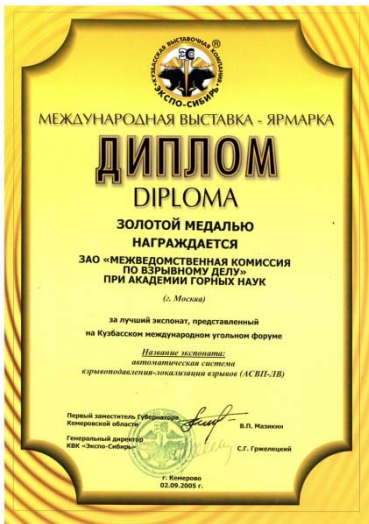 КУЗБАССКАЯ ВЫСТАВОЧНАЯ КОМПАНИЯ
ЭКСПО-СИБИРЬ
®
МЕЖДУНАРОДНАЯ ВЫСТАВКА - ЯРМАРКА
ДИПЛОМ
DIPLOMA
ЗОЛОТОЙ МЕДАЛЬЮ
НАГРАЖДАЕТСЯ
ЗАО «МЕЖВЕДОМСТВЕННАЯ КОМИССИЯ
ПО ВЗРЫВНОМУ ДЕЛУ»
ПРИ АКАДЕМИИ ГОРНЫХ НАУК
(г. Москва)
за лучший экспонат, представленный
на Кузбасском международном угольном форуме
Название экспоната:
автоматическая система
взрывоподавления-локализации взрывов (АСВП-ЛВ)
Первый заместитель Губернатора
Кемеровской области
В.П. Мазикин
Генеральный директор
КВК «Экспо-Сибирь»
С.Г. Гржелецкий
г. Кемерово
02.09.2005 г.